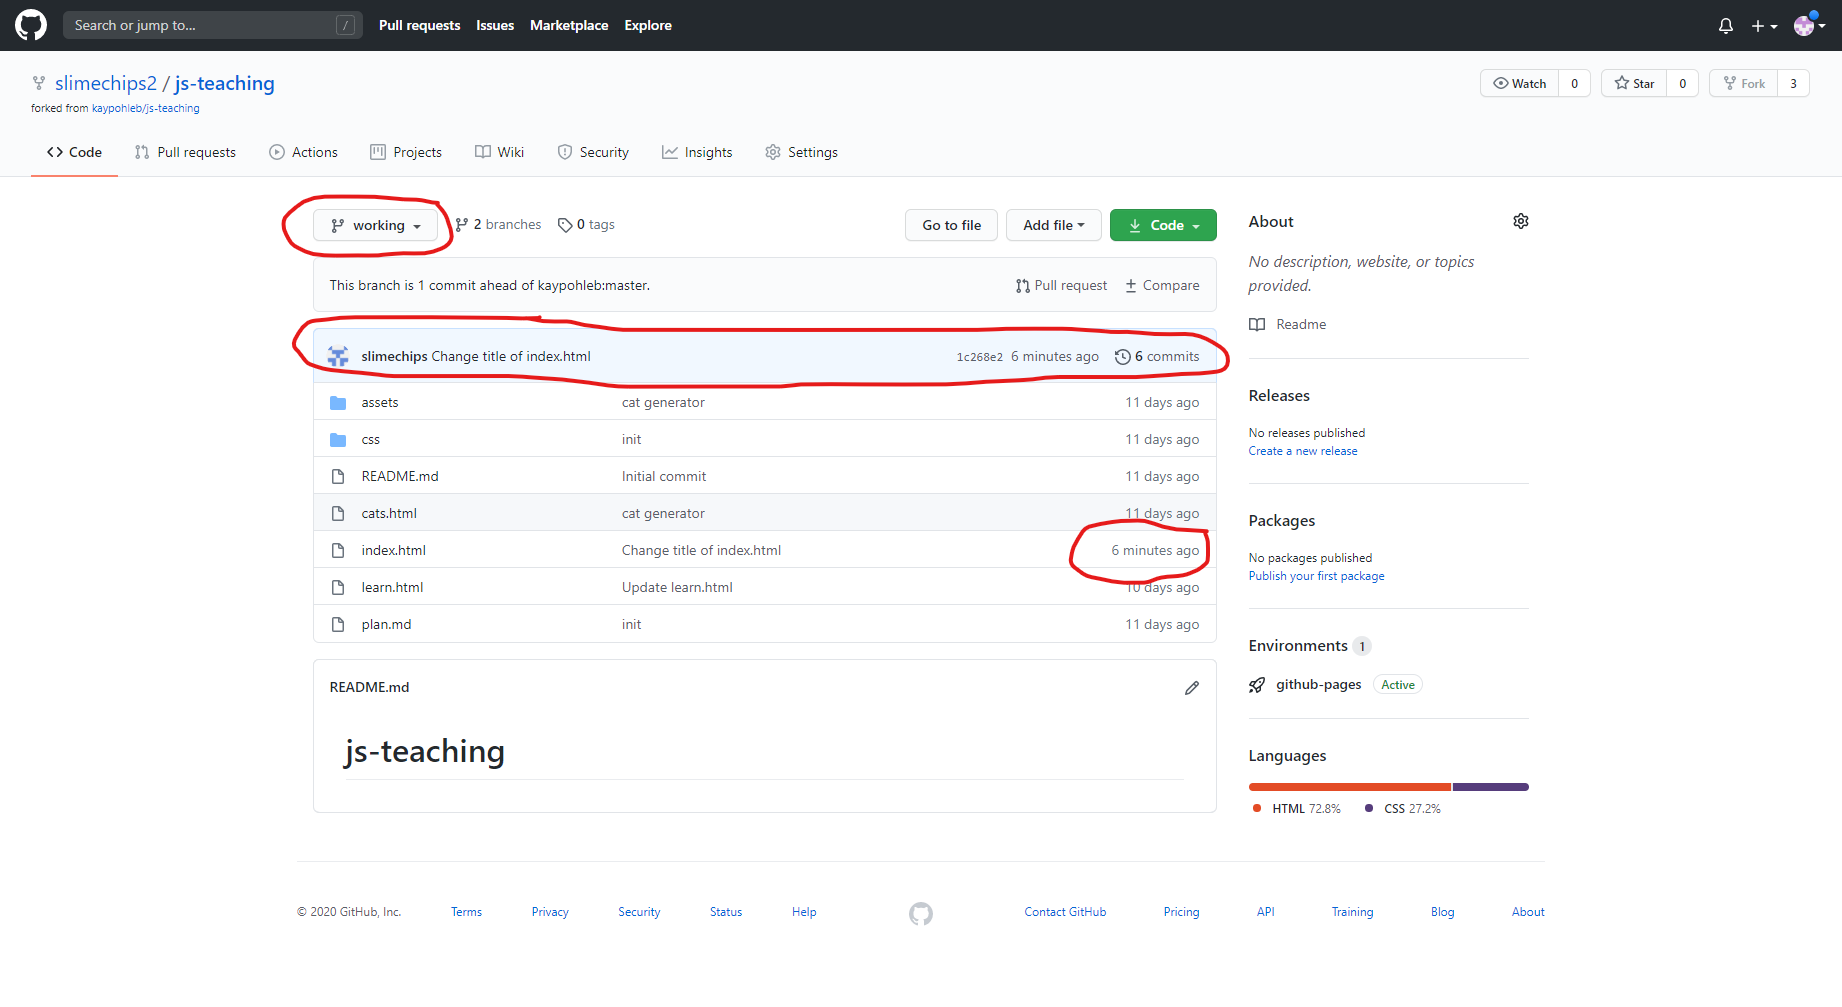 Search or jump to... / Pull requests Issues Marketplace Explore
slimechips2 / js-teaching Watch 0 Star 0 Fork 3
forked from kaypohleb/js-teaching
Code Pull requests Actions Projects Wiki Security Insights Settings
working 2 branches 0 tags Go to file Add file Code
This branch is 1 commit ahead of kaypohleb:master. Pull request Compare
slimechips Change title of index.html 1c268e2 6 minutes ago 6 commits
assets cat generator 11 days ago
css init 11 days ago
README.md Initial commit 11 days ago
cats.html cat generator 11 days ago
index.html Change title of index.html 6 minutes ago
learn.html Update learn.html 10 days ago
plan.md init 11 days ago
README.md
js-teaching
About
No description, website, or topics
provided.
Readme
Releases
No releases published
Create a new release
Packages
No packages published
Publish your first package
Environments 1
github-pages Active
Languages
HTML 72.8% CSS 27.2%
© 2020 GitHub, Inc. Terms Privacy Security Status Help Contact GitHub Pricing API Training Blog About